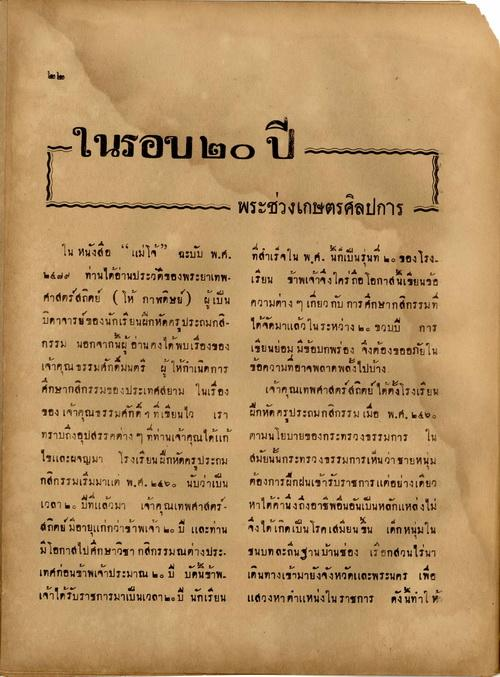 ๒๒
ในรอบ ๒๐ ปี
พระช่วงเกษตรศิลปการ
ใน หนังสือ “แม่โจ้” ฉะบับ พ.ศ.
๒๔๗๙ ท่านได้อ่านประวัติของพระยาเทพ-
ศาสตร์สถิตย์ (โห้ กาฬดิษย์) ผู้เป็น
บิดาจารย์ของนักเรียนฝึกหัดครูประถมกสิ-
กรรม นอกจากนี้ผู้อ่านคงได้พบเรื่องของ
เจ้าคุณธรรมศักดิ์มนตรี ผู้ให้กำเนิดการ
ศึกษากสิกรรมของประเทศสยาม ในเรื่อง
ของเจ้าคุณธรรมศักดิ์ ฯ ที่เขียนไว้ เรา
ทราบถึงอุปสรรคต่าง ๆ ที่ท่านเจ้าคุณได้แก้
ไขและผจญมา โรงเรียนฝึกหัดครูประถม
กสิกรรมเริ่มมาแต่ พ.ศ. ๒๔๖๐ นับว่าเป็น
เวลา ๒๐ ปีที่แล้วมา เจ้าคุณเทพศาสตร์-
สถิตย์มีอายุแก่กว่าข้าพเจ้า ๒๐ ปี และท่าน
มีโอกาสไปศึกษาวิชากสิกรรมณต่างประ-
เทศก่อนข้าพเจ้าประมาณ ๒๐ ปี บัดนี้ข้าพ-
เจ้าได้รับราชการมาเป็นเวลา ๒๐ ปี นักเรียน
ที่สำเร็จใน พ.ศ. นี้ก็เป็นรุ่นที่ ๒๐ ของโรง-
เรียน ข้าพเจ้าจึงใคร่ถือโอกาสนี้เขียนข้อ
ความต่าง ๆ เกี่ยวกับการศึกษากสิกรรมที่
ได้จัดมาแล้วในระหว่าง ๒๐ ขวบปี การ
เขียนย่อมมีข้อบกพร่อง จึงต้องขออภัยใน
ข้อความที่อาจพลาดพลั้งไปบ้าง
เจ้าคุณเทพศาสตร์สถิตย์ได้ตั้งโรงเรียน
ฝึกหัดครูประถมกสิกรรมเมื่อ พ.ศ. ๒๔๖๐
ตามนโยบายของกระทรวงธรรมการ ใน
สมัยนั้นกระทรวงธรรมการเห็นว่าชายหนุ่ม
ต้องการฝึกฝนเข้ารับราชการแต่อย่างเดียว
หาได้คำนึงถึงอาชีพอื่นอันเป็นหลักแหล่งไม่
จึงได้เกิดเป็นโรคเสมียนขึ้น เด็กหนุ่มใน
ชนบทละถิ่นฐานบ้านช่อง เรือกสวนไร่นา
เดินทางเข้ามายังจังหวัดและพระนคร เพื่อ
แสวงหาตำแหน่งในราชการ ดังนี้ทำให้